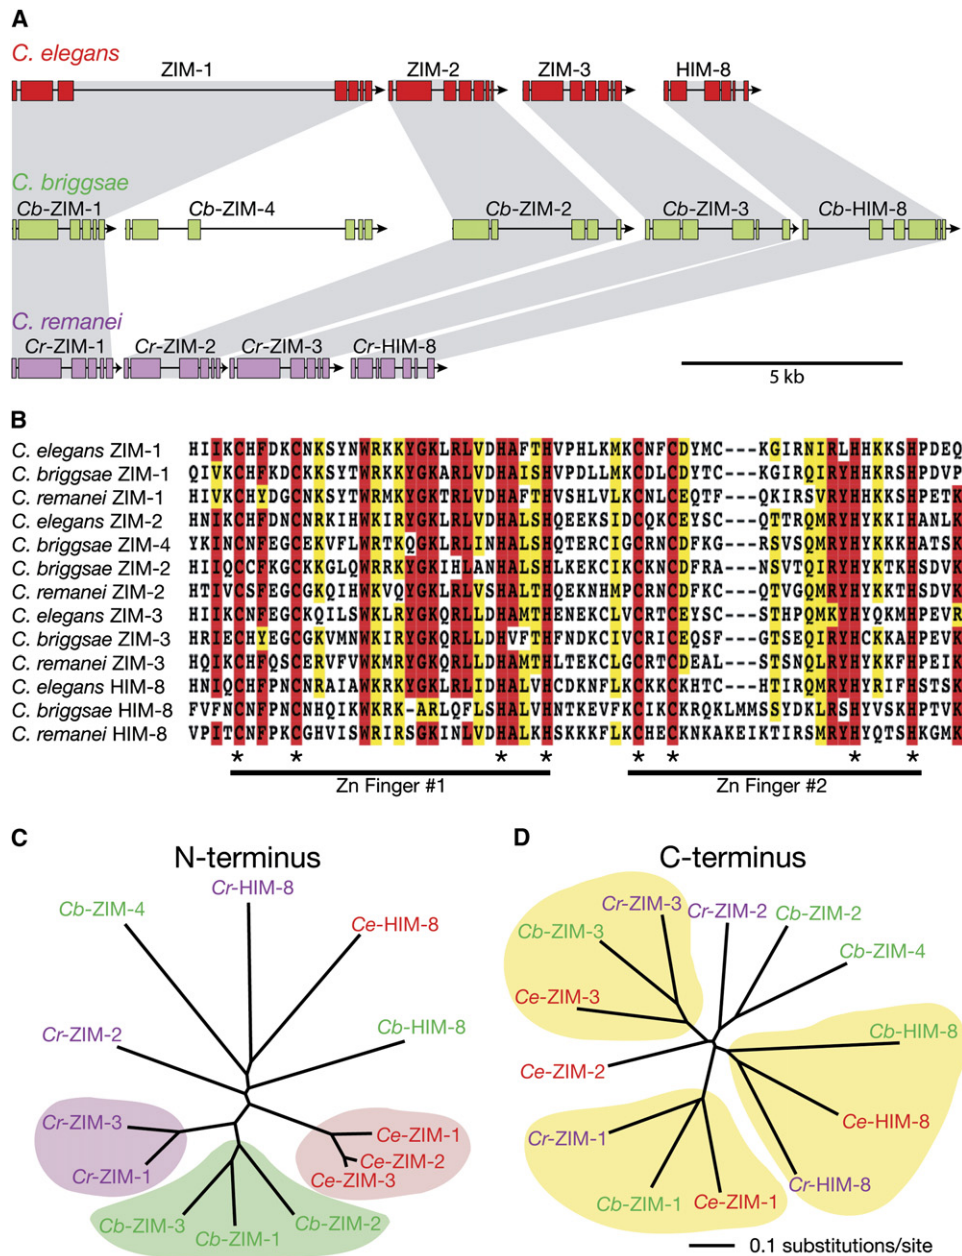 A
C. elegans
ZIM-1 ZIM-2 ZIM-3 HIM-8
C. briggsae
Cb-ZIM-1 Cb-ZIM-4 Cb-ZIM-2 Cb-ZIM-3 Cb-HIM-8
C. remanei
Cr-ZIM-1 Cr-ZIM-2 Cr-ZIM-3 Cr-HIM-8
5 kb
B
C. elegans ZIM-1 HIIKCHFDKCNKSYNWRKKYGKLRLVDHAFTHVPHLKMKCNFCDYMC---KGIRNIRLHHKKSHPDEQ
C. briggsae ZIM-1 QIVKCHFKDCKKSYTWRKKYGKARLVDHAISHVPDLLMKCDLCDYTC---KGIRQIRYHHKKSHPDVP
C. remanei ZIM-1 HIVKCHYDGCNKSYTWRMKYGKTRLVDHAFTHVSHLVLKCNLCEQTF---QKIRSVRYHHKKSHPETK
C. elegans ZIM-2 HNIKCHFDNCNRKIHWKIRYGKLRLVDHALSHQEEKSIDCQKCEYSC---QTTRQMRYHYKKIHANLK
C. briggsae ZIM-4 YKINCNFEGCEKVFLWRTKQGKLRLINHALSHQTERCIGCRNCDFKG---RSVSQMRYHYKKKHATSK
C. briggsae ZIM-2 HIIQCCFKGCKKGLQWRRKYGKIHLANHALSHLKEKCIKCNKCDFRA---NSVTQIRYHYKTKHSDVK
C. remanei ZIM-2 HTIVCSFEGCGKQIHWKVQYGKLRLVSHALSHQEKNHMPCRNCDFKC---QTVGQMRYHYKTKHSDVK
C. elegans ZIM-3 HIIKCNFEGCKQILSWLKRYGKQRLLDHAMTHENEKCLVCRTCESC---STHPQMKYHYQKMHPEVR
C. briggsae ZIM-3 HRIECHYEGCGKVMNWKIRYGKQRLLDHVFTHFNDKCIVCRICEQSF---GTSEQIRYHCKKAHPEVK
C. remanei ZIM-3 HQIKCHFQSCERVFVWKMRYGKQRLLDHAMTHLTEKCLGCRTCDEAL---STSNQLRYHYRKFHPEIK
C. elegans HIM-8 HNIQCHFPNCNRAIAWKRKYGKLRLIDHALVHCDKNFLKCKKCKHTC---HTIRQMRYHYRIFHSTSK
C. briggsae HIM-8 FVFNCNFPNCNHQIKWKRK-ARLQFLSHALVHNTKEVFKCIKCKRQKLMMSSYDKLRSHYVSKHPTVK
C. remanei HIM-8 VPITCNFPKCGHVISWRIRSGKINLVDHALKHSKKKFLKCHECKNKAKEIKTIRSMRYHYQTSHKGMK
* * * * * * * *
Zn Finger #1 Zn Finger #2
C
N-terminus
Cr-HIM-8
Cb-ZIM-4
Ce-HIM-8
Cr-ZIM-2
Cb-HIM-8
Cr-ZIM-3
Ce-ZIM-1
Ce-ZIM-2
Cr-ZIM-1
Ce-ZIM-3
Cb-ZIM-3
Cb-ZIM-2
Cb-ZIM-1
D
C-terminus
Cr-ZIM-3
Cr-ZIM-2
Cb-ZIM-2
Cb-ZIM-3
Cb-ZIM-4
Ce-ZIM-3
Cb-HIM-8
Ce-ZIM-2
Ce-HIM-8
Cr-ZIM-1
Cr-HIM-8
Cb-ZIM-1
Ce-ZIM-1
0.1 substitutions/site